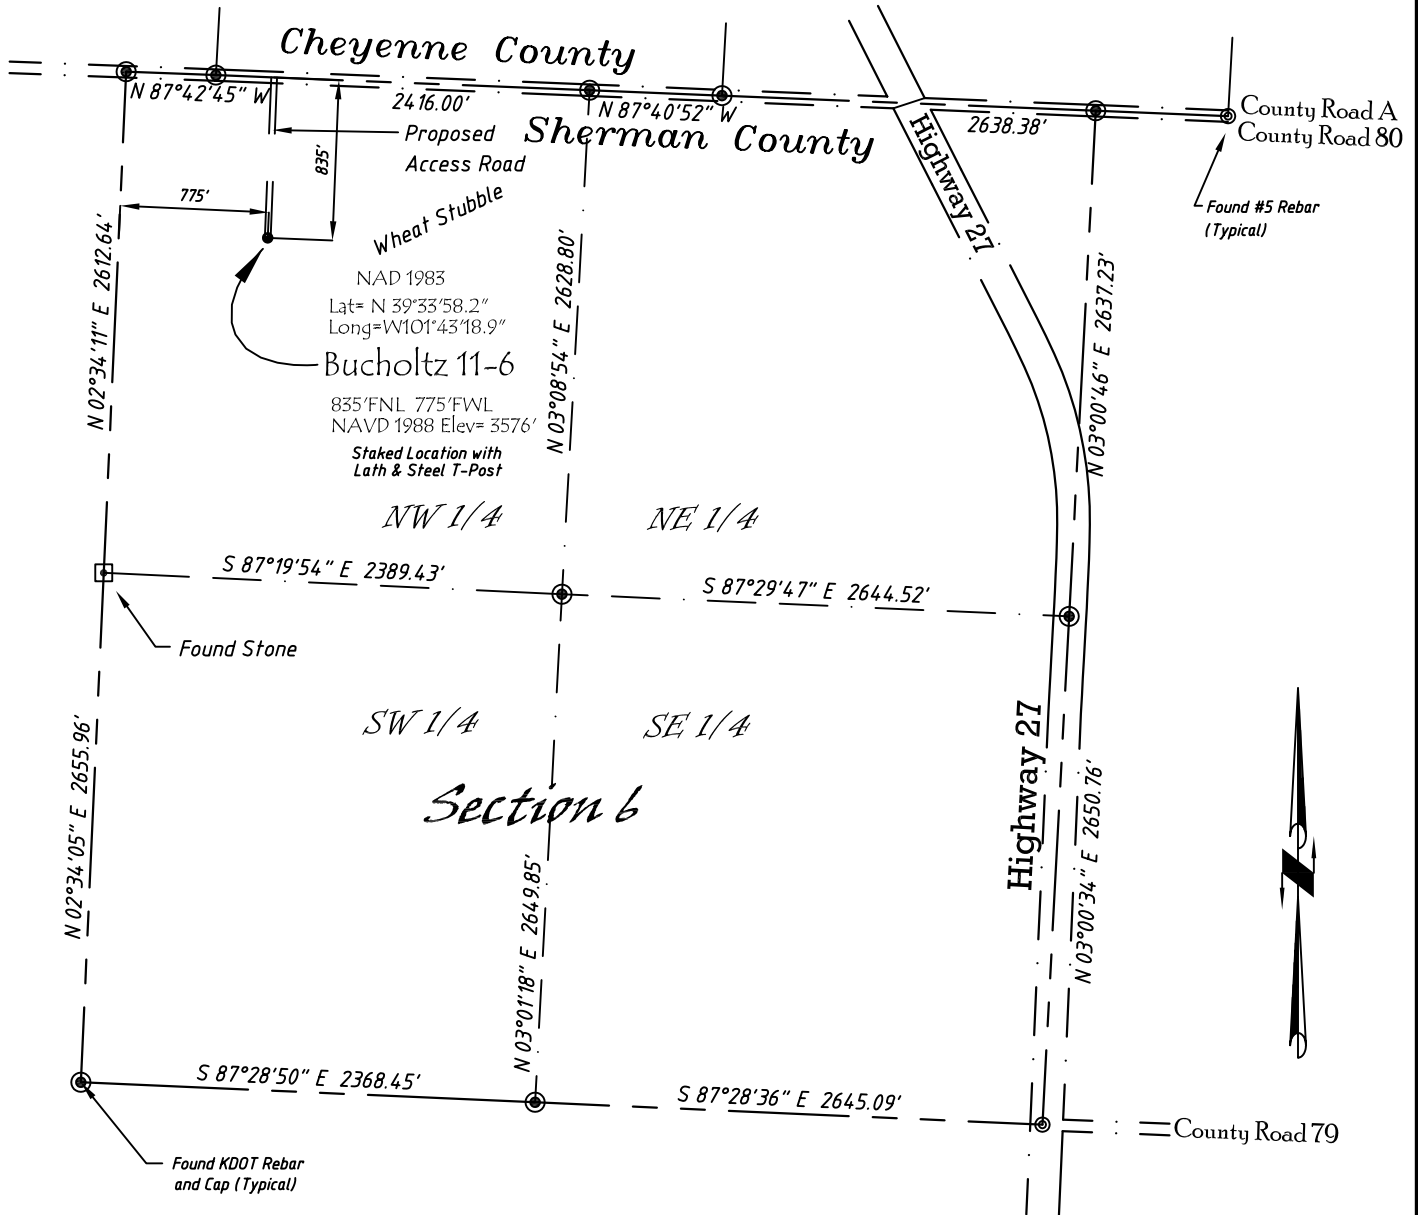 Cheyenne County
N 87°42'45" W
2416.00'
N 87°40'52" W
2638.38'
County Road A
County Road 80
Sherman County
Proposed
Access Road
Highway 27
835'
775'
Found #5 Rebar
(Typical)
Wheat Stubble
N 02°34'11" E 2612.64'
NAD 1983
Lat= N 39°33'58.2"
Long=W101°43'18.9"
Bucholtz 11-6
835'FNL 775'FWL
NAVD 1988 Elev= 3576'
Staked Location with
Lath & Steel T-Post
N 03°08'54" E 2628.80'
N 03°00'46" E 2637.23'
NW 1/4
NE 1/4
S 87°19'54" E 2389.43'
S 87°29'47" E 2644.52'
Found Stone
SW 1/4
SE 1/4
Section 6
N 02°34'05" E 2655.96'
N 03°01'18" E 2649.85'
Highway 27
N 03°00'34" E 2650.76'
S 87°28'50" E 2368.45'
S 87°28'36" E 2645.09'
County Road 79
Found KDOT Rebar
and Cap (Typical)